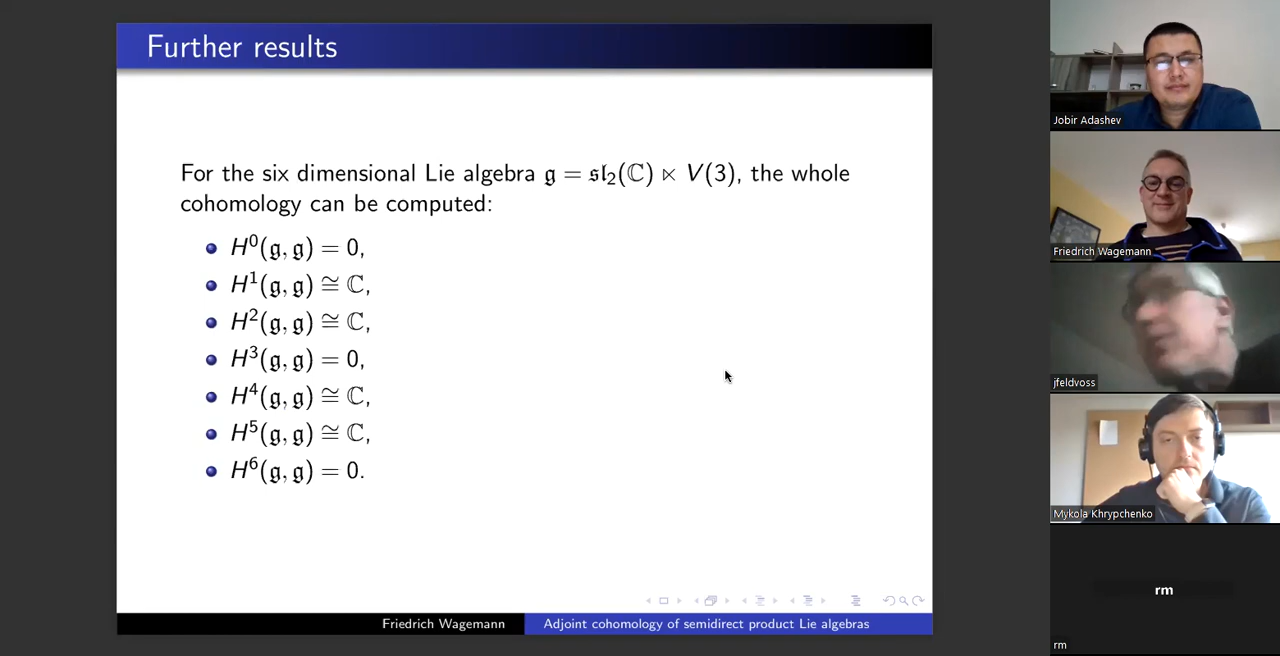 Further results
For the six dimensional Lie algebra 𝔤 = 𝔰𝔩₂(ℂ) ⋉ V(3), the whole
cohomology can be computed:
H⁰(𝔤, 𝔤) = 0,
H¹(𝔤, 𝔤) ≅ ℂ,
H²(𝔤, 𝔤) ≅ ℂ,
H³(𝔤, 𝔤) = 0,
H⁴(𝔤, 𝔤) ≅ ℂ,
H⁵(𝔤, 𝔤) ≅ ℂ,
H⁶(𝔤, 𝔤) = 0.
Friedrich Wagemann
Adjoint cohomology of semidirect product Lie algebras
Jobir Adashev
Friedrich Wagemann
jfeldvoss
Mykola Khrypchenko
rm
rm